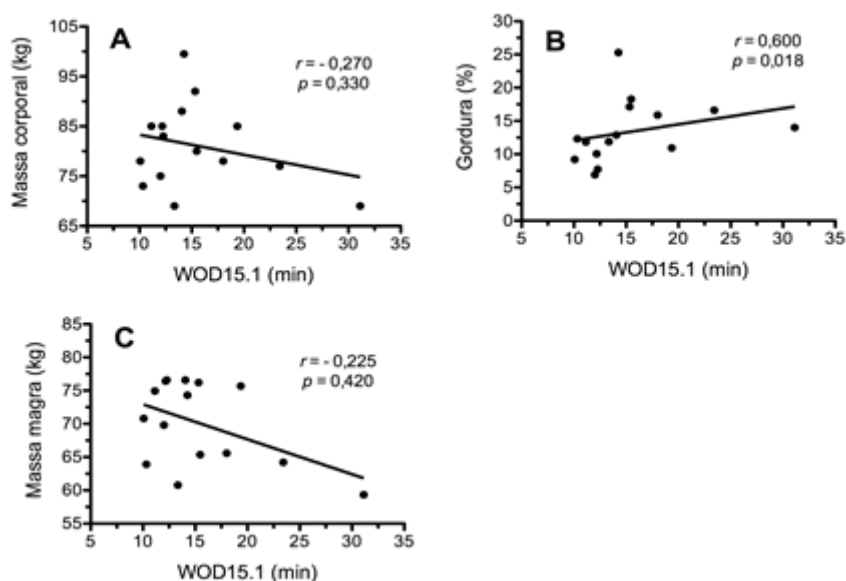 A
r = - 0,270
p = 0,330
Massa corporal (kg)
105
95
85
75
65
5 10 15 20 25 30 35
WOD15.1 (min)
B
r = 0,600
p = 0,018
Gordura (%)
30
25
20
15
10
5
0
5 10 15 20 25 30 35
WOD15.1 (min)
C
r = - 0,225
p = 0,420
Massa magra (kg)
85
80
75
70
65
60
55
5 10 15 20 25 30 35
WOD15.1 (min)